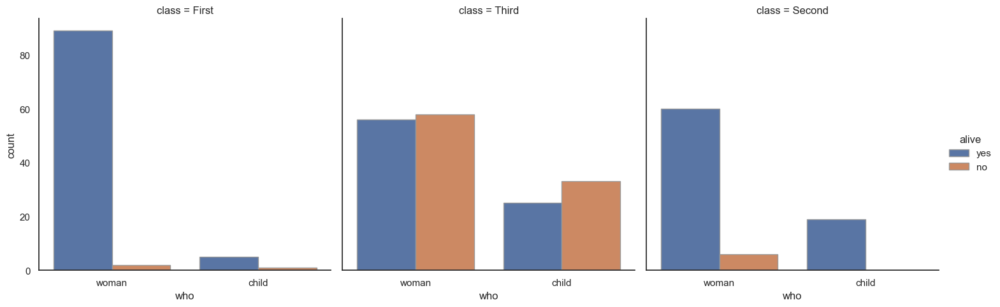 class = First
class = Third
class = Second
count
80
60
40
20
0
woman
child
woman
child
woman
child
who
who
who
alive
yes
no